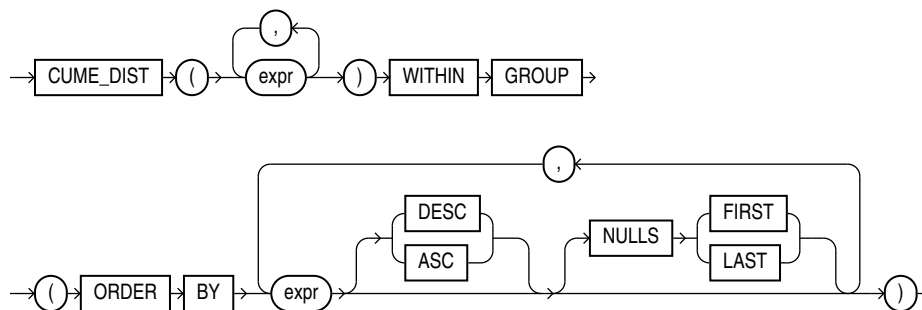 ,
CUME_DIST ( expr ) WITHIN GROUP
,
DESC FIRST
NULLS
ASC LAST
( ORDER BY expr )